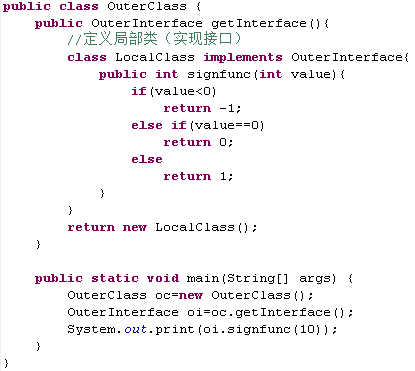 public class OuterClass {
    public OuterInterface getInterface(){
        //定义局部类（实现接口）
        class LocalClass implements OuterInterface{
            public int signfunc(int value){
                if(value<0)
                    return -1;
                else if(value==0)
                    return 0;
                else
                    return 1;
            }
        }
        return new LocalClass();
    }

    public static void main(String[] args) {
        OuterClass oc=new OuterClass();
        OuterInterface oi=oc.getInterface();
        System.out.print(oi.signfunc(10));
    }
}